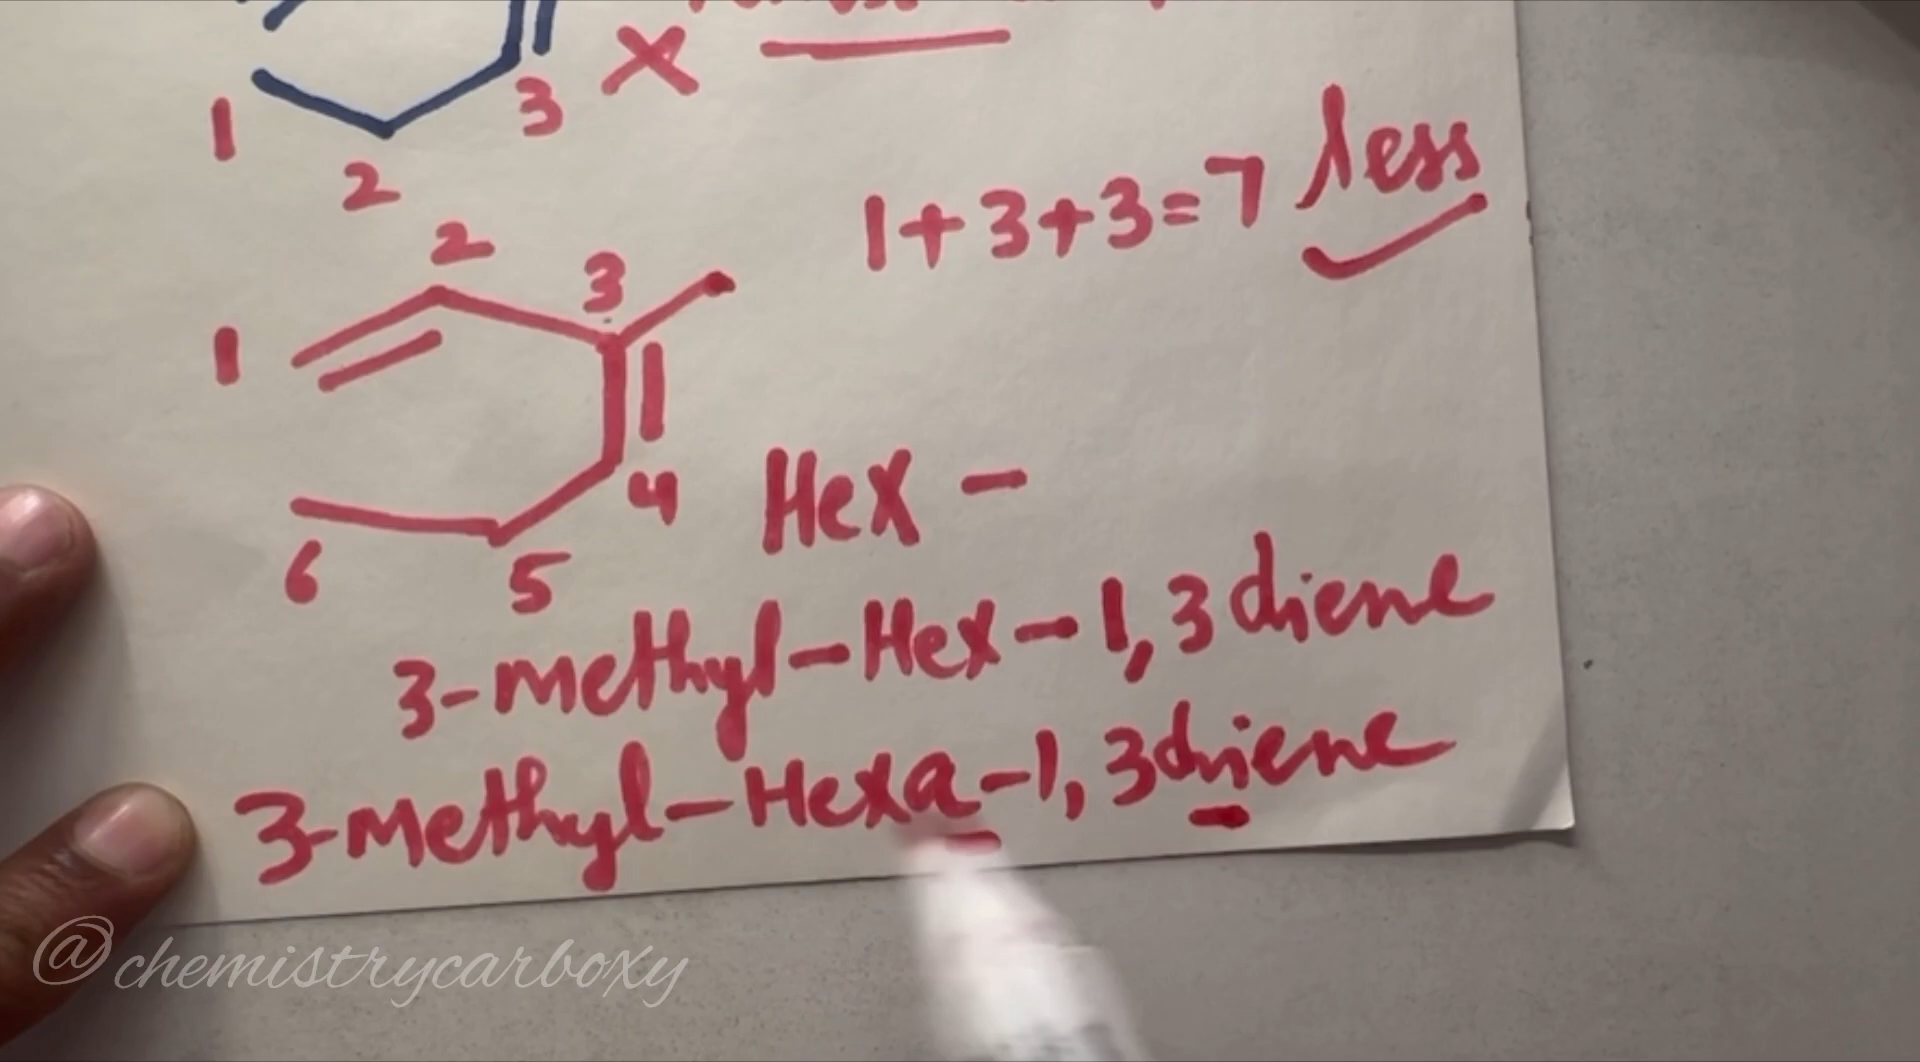 3 X
1
2
1+3+3=7 less
2
3
1
4 Hex -
6 5
3-methyl-Hex-1,3 diene
3-methyl-Hexa-1,3diene
@chemistrycarboxy